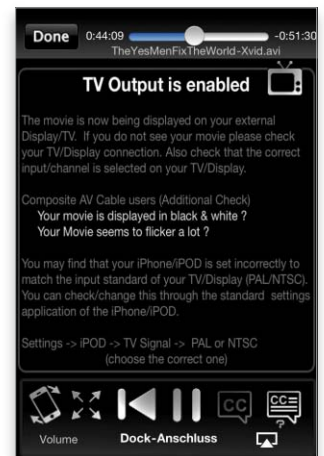 Done 0:44:09 -0:51:30
TheYesMenFixTheWorld-Xvid.avi
TV Output is enabled
The movie is now being displayed on your external
Display/TV. If you do not see your movie please check
your TV/Display connection. Also check that the correct
input/channel is selected on your TV/Display.
Composite AV Cable users (Additional Check)
Your movie is displayed in black & white ?
Your Movie seems to flicker a lot ?
You may find that your iPhone/iPOD is set incorrectly to
match the input standard of your TV/Display (PAL/NTSC).
You can check/change this through the standard settings
application of the iPhone/iPOD.
Settings -> iPOD -> TV Signal -> PAL or NTSC
(choose the correct one)
CC CC=
?
Volume Dock-Anschluss